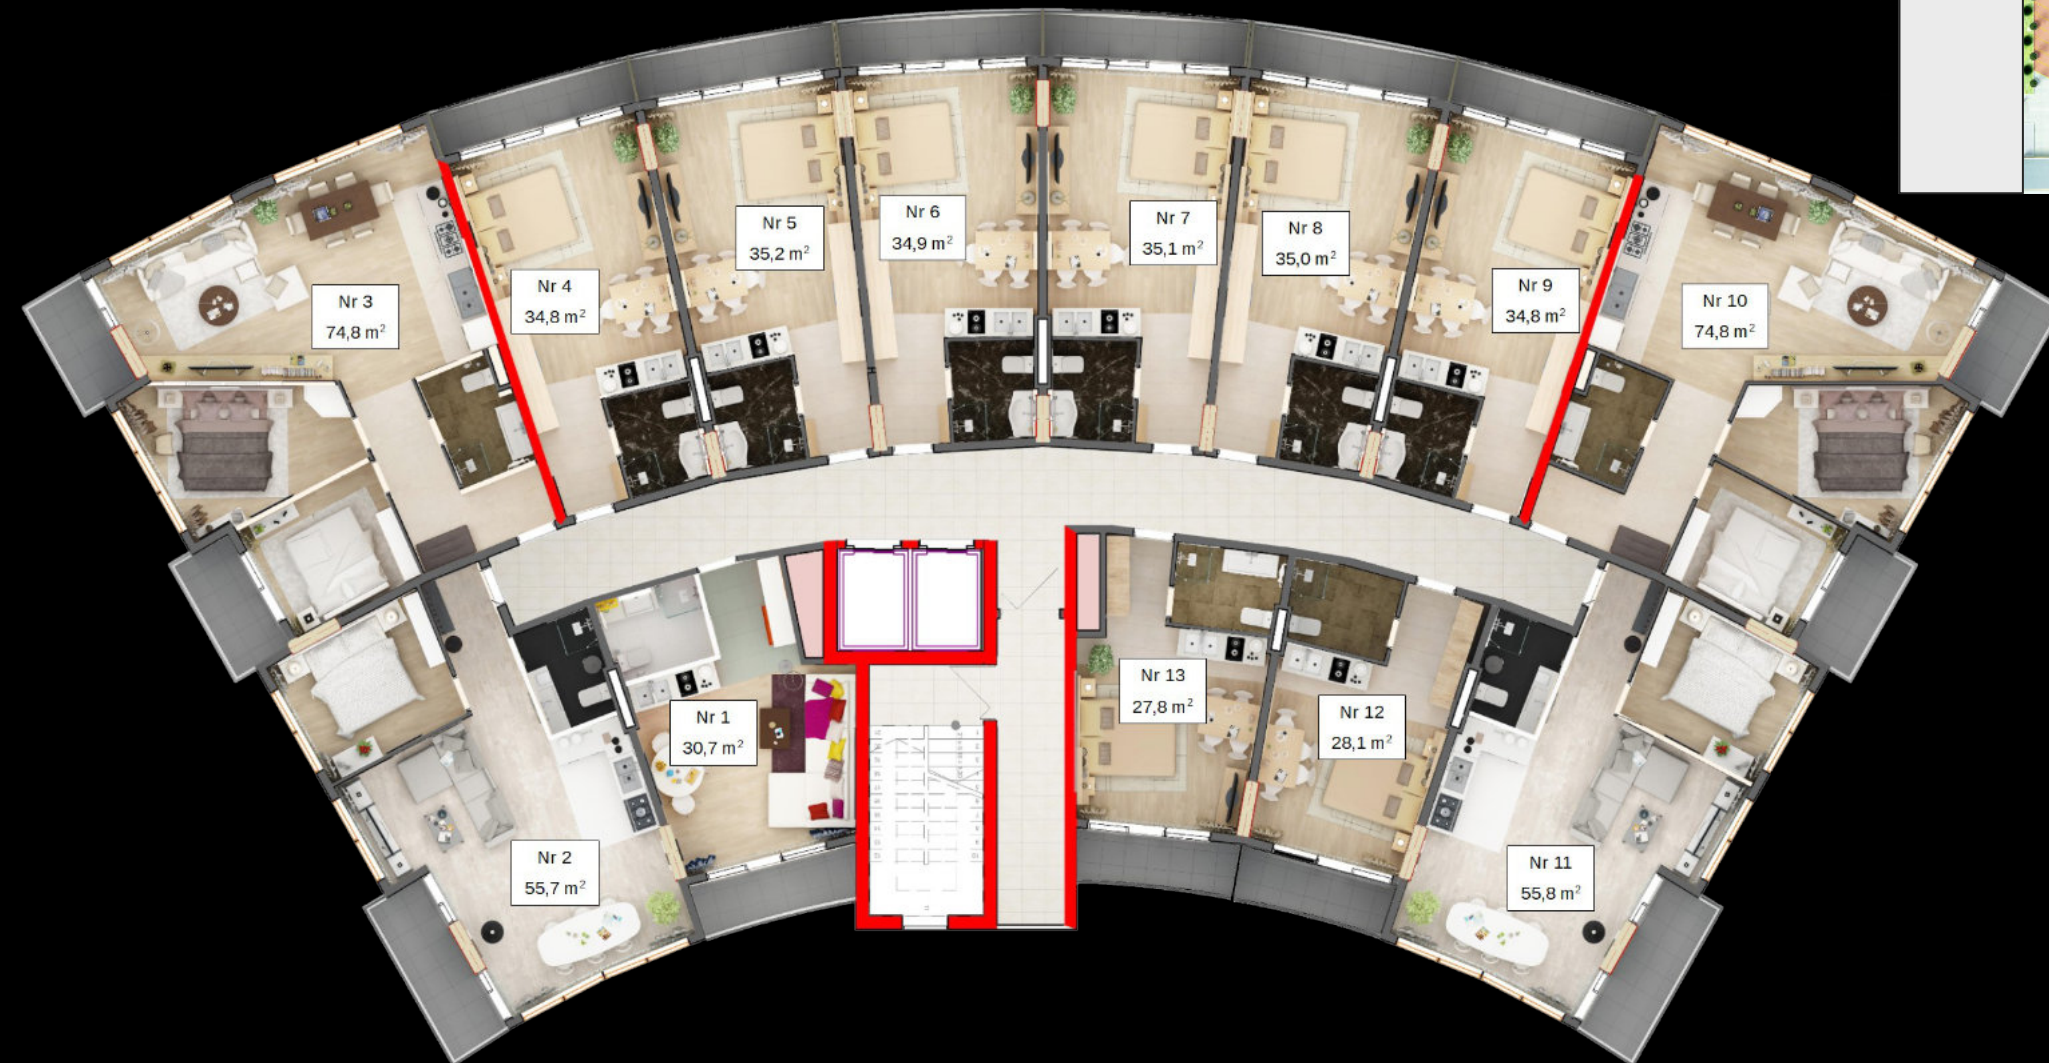 Nr 6
34,9 m²
Nr 7
35,1 m²
Nr 5
35,2 m²
Nr 8
35,0 m²
Nr 4
34,8 m²
Nr 9
34,8 m²
Nr 3
74,8 m²
Nr 10
74,8 m²
Nr 13
27,8 m²
Nr 1
30,7 m²
Nr 12
28,1 m²
Nr 2
55,7 m²
Nr 11
55,8 m²